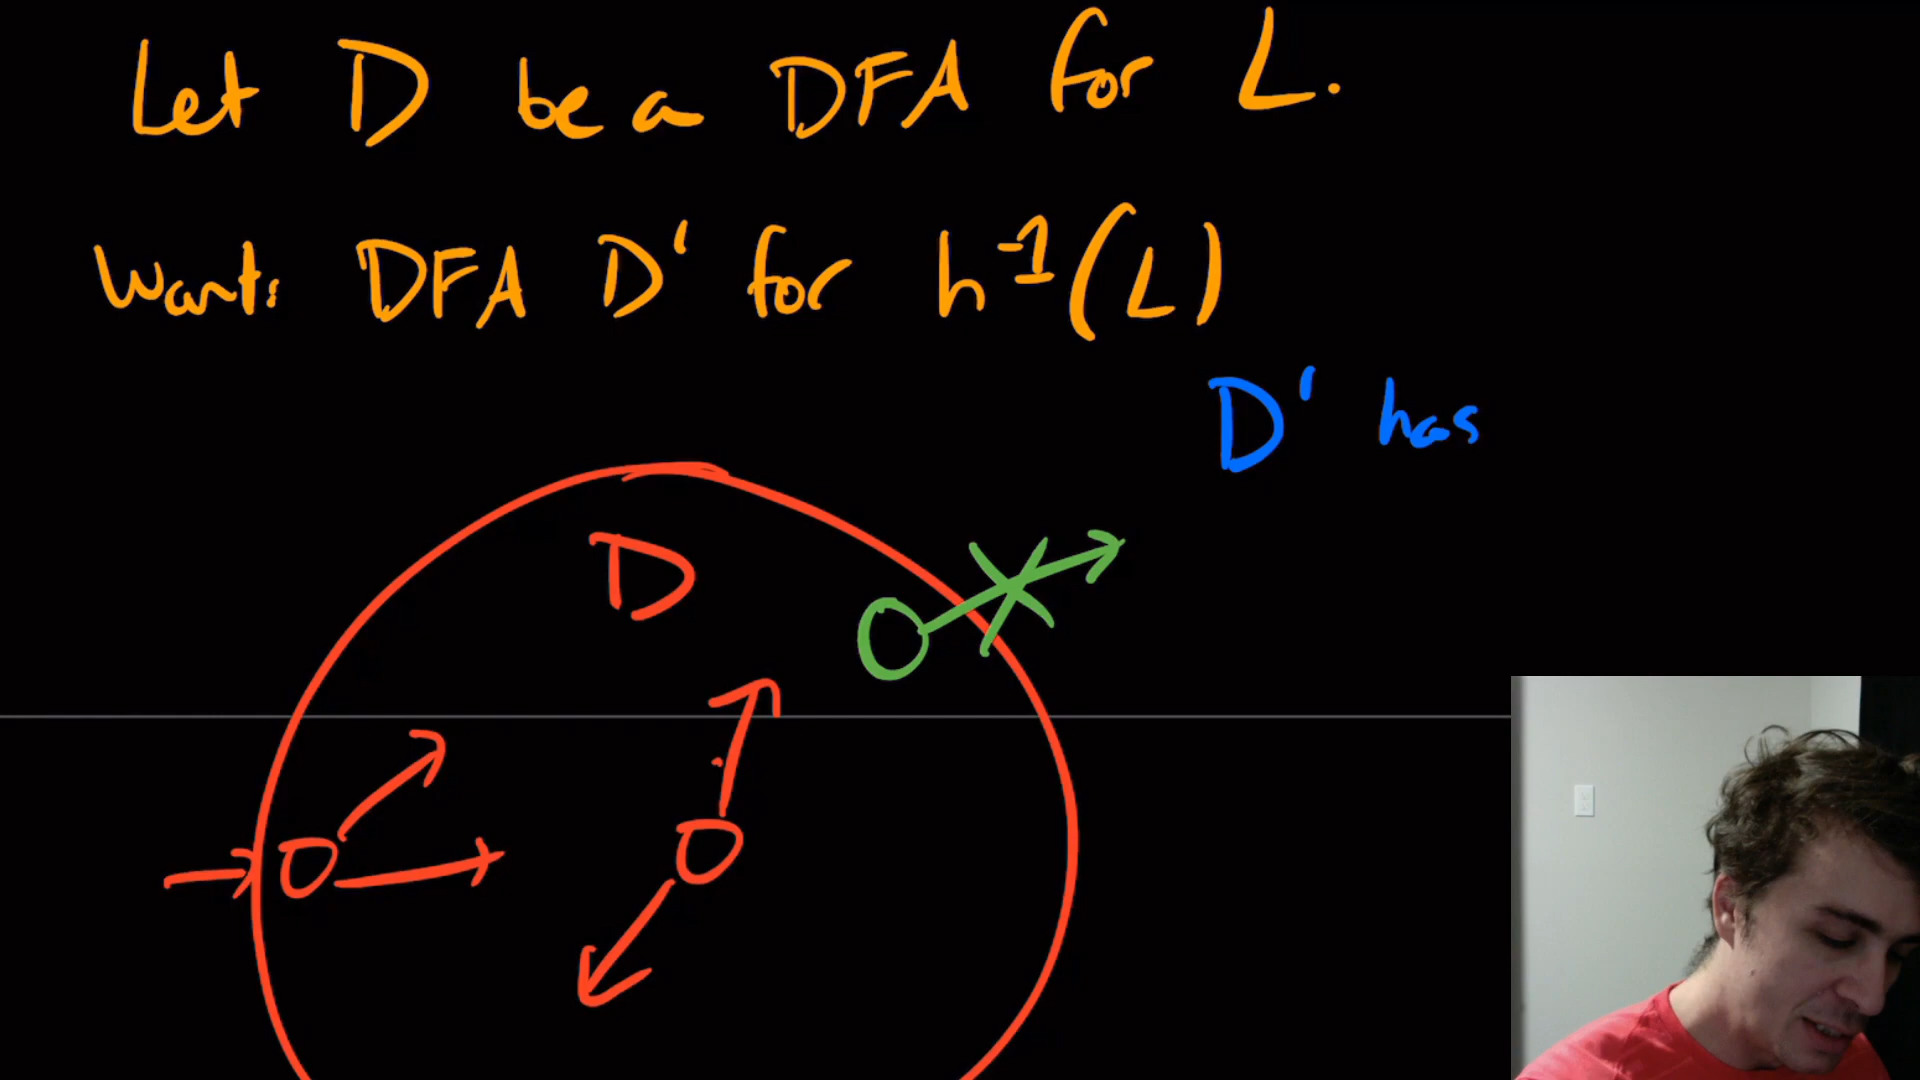 Let D be a DFA for L.
Want: DFA D' for h⁻¹(L)
D' has
D